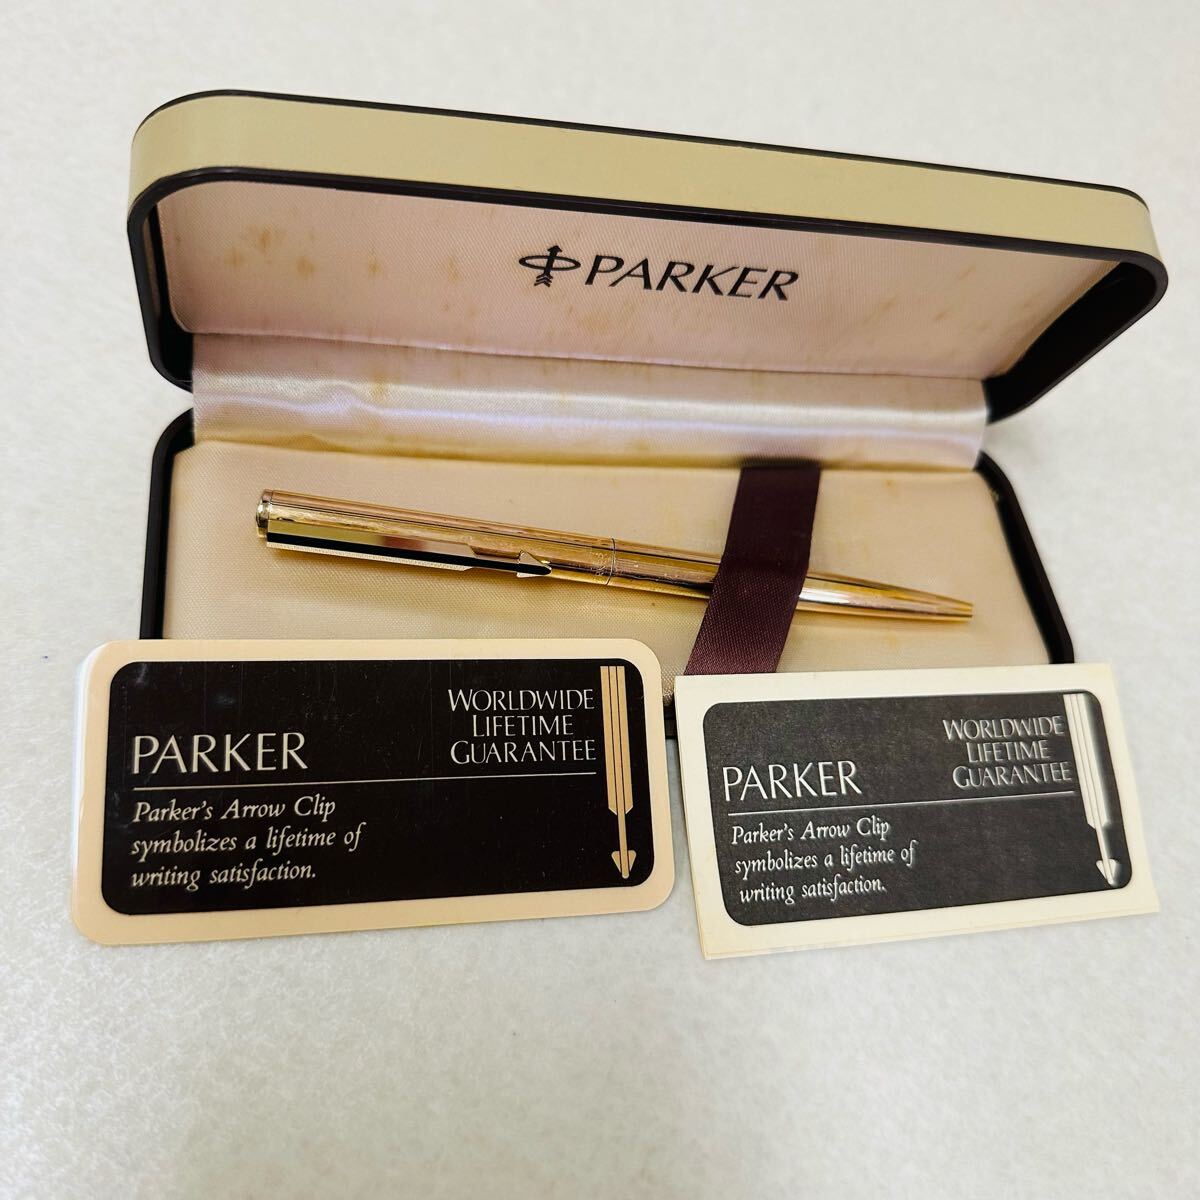 PARKER
PARKER
WORLDWIDE
LIFETIME
GUARANTEE
Parker's Arrow Clip
symbolizes a lifetime of
writing satisfaction.
PARKER
WORLDWIDE
LIFETIME
GUARANTEE
Parker's Arrow Clip
symbolizes a lifetime of
writing satisfaction.